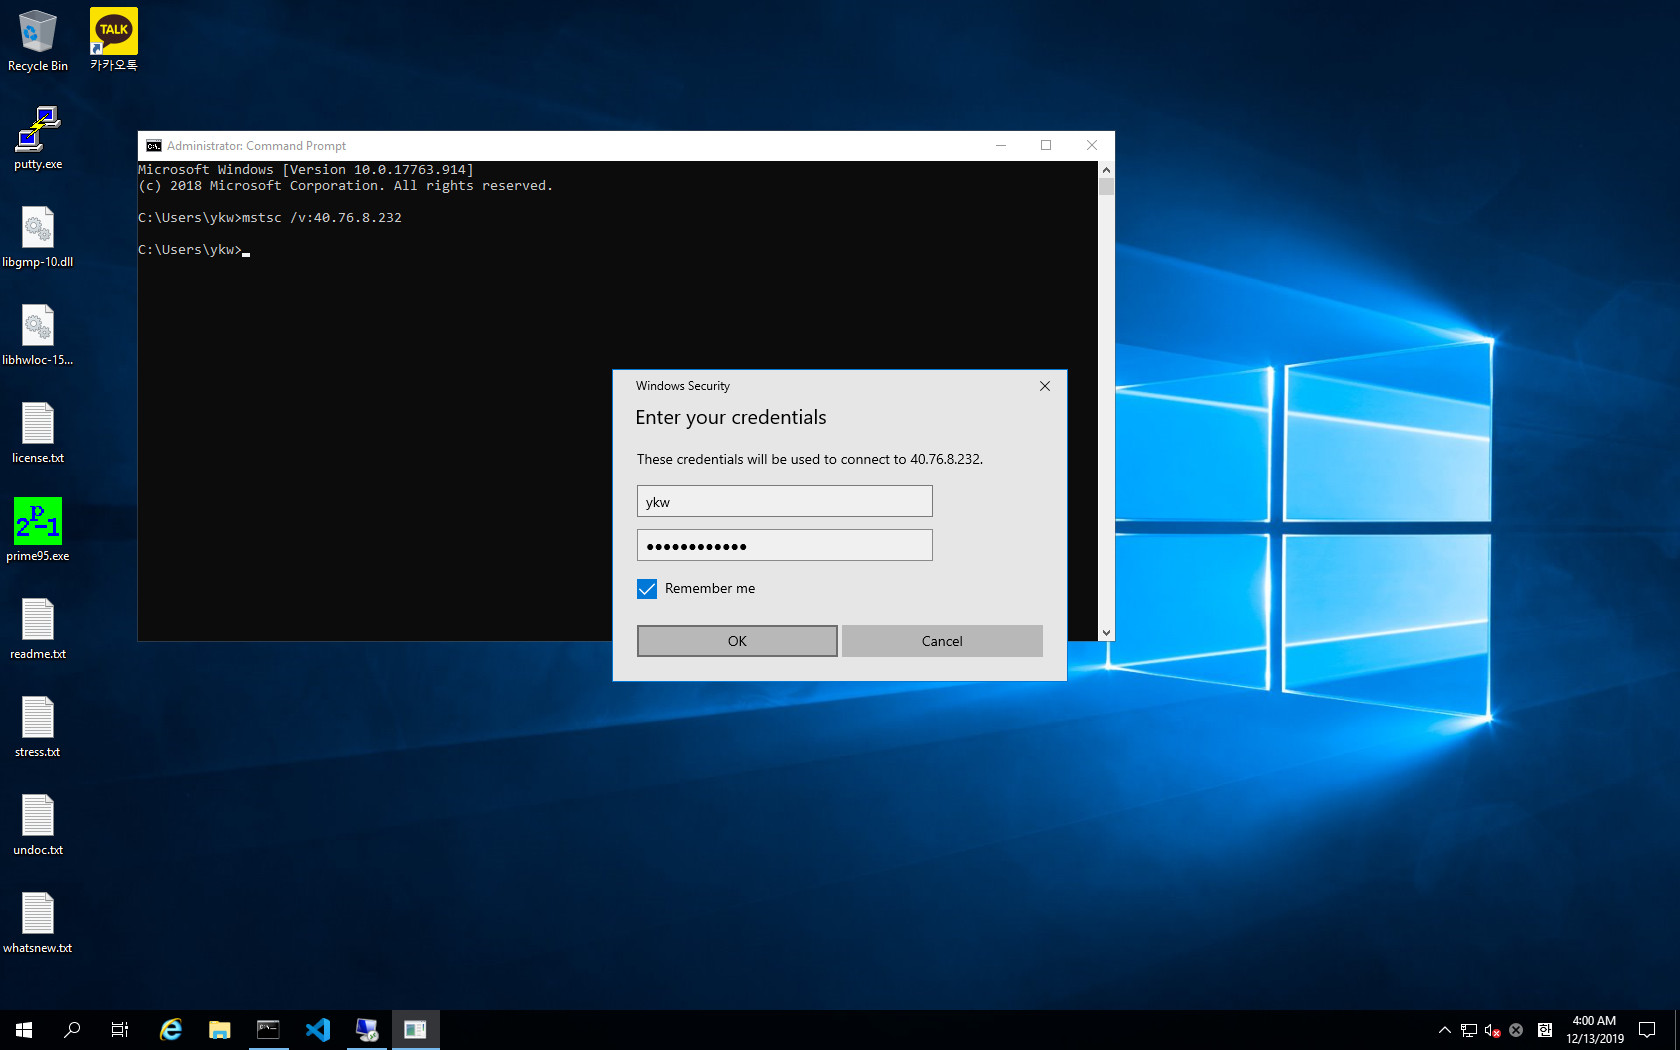 Recycle Bin
TALK
카카오톡
putty.exe
libgmp-10.dll
libhwloc-15...
license.txt
P
2 -1
prime95.exe
readme.txt
stress.txt
undoc.txt
whatsnew.txt
Administrator: Command Prompt
Microsoft Windows [Version 10.0.17763.914]
(c) 2018 Microsoft Corporation. All rights reserved.
C:\Users\ykw>mstsc /v:40.76.8.232
C:\Users\ykw>
Windows Security
Enter your credentials
These credentials will be used to connect to 40.76.8.232.
ykw
●●●●●●●●●●●●
Remember me
OK
Cancel
4:00 AM
12/13/2019